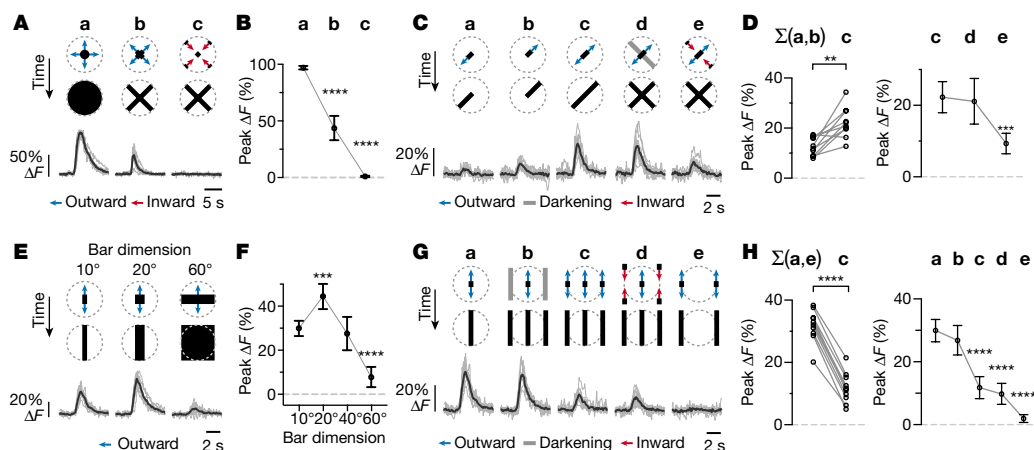 A
a b c
Time
50%
ΔF
Outward Inward 5 s
B
a b c
****
****
Peak ΔF (%)
100
50
0
C
a b c d e
Time
20%
ΔF
Outward Darkening Inward
2 s
D
Σ(a,b) c
**
Peak ΔF (%)
40
20
0
c d e
***
Peak ΔF (%)
20
0
E
Bar dimension
10° 20° 60°
Time
20%
ΔF
Outward
2 s
F
***
****
Peak ΔF (%)
60
30
0
10° 20° 40° 60°
Bar dimension
G
a b c d e
Time
20%
ΔF
Outward Darkening Inward
2 s
H
Σ(a,e) c
****
Peak ΔF (%)
40
20
0
a b c d e
****
****
****
Peak ΔF (%)
40
20
0